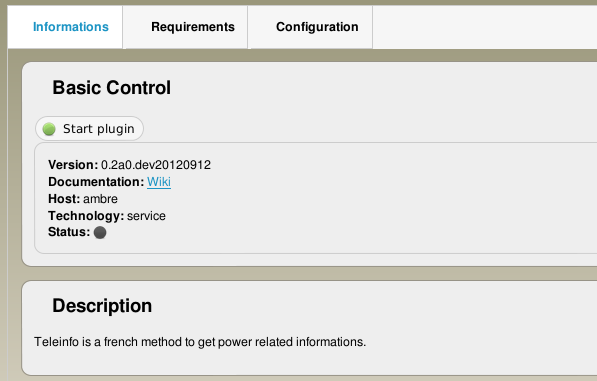 Informations Requirements Configuration
Basic Control
Start plugin
Version: 0.2a0.dev20120912
Documentation: Wiki
Host: ambre
Technology: service
Status:
Description
Teleinfo is a french method to get power related informations.